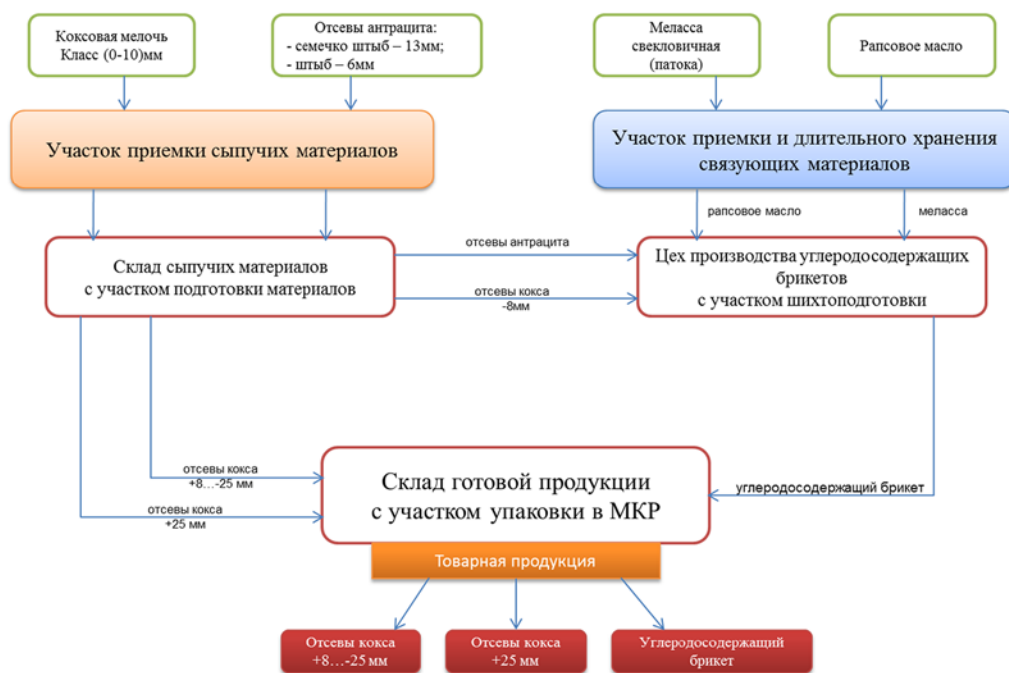 Коксовая мелочь
Класс (0-10)мм
Отсевы антрацита:
- семечко штыб – 13мм;
- штыб – 6мм
Меласса
свекловичная
(патока)
Рапсовое масло
Участок приемки сыпучих материалов
Участок приемки и длительного хранения
связующих материалов
рапсовое масло
меласса
Склад сыпучих материалов
с участком подготовки материалов
отсевы антрацита
отсевы кокса
-8мм
Цех производства углеродосодержащих
брикетов
с участком шихтоподготовки
отсевы кокса
+8...-25 мм
отсевы кокса
+25 мм
Склад готовой продукции
с участком упаковки в МКР
углеродосодержащий брикет
Товарная продукция
Отсевы кокса
+8...-25 мм
Отсевы кокса
+25 мм
Углеродосодержащий
брикет